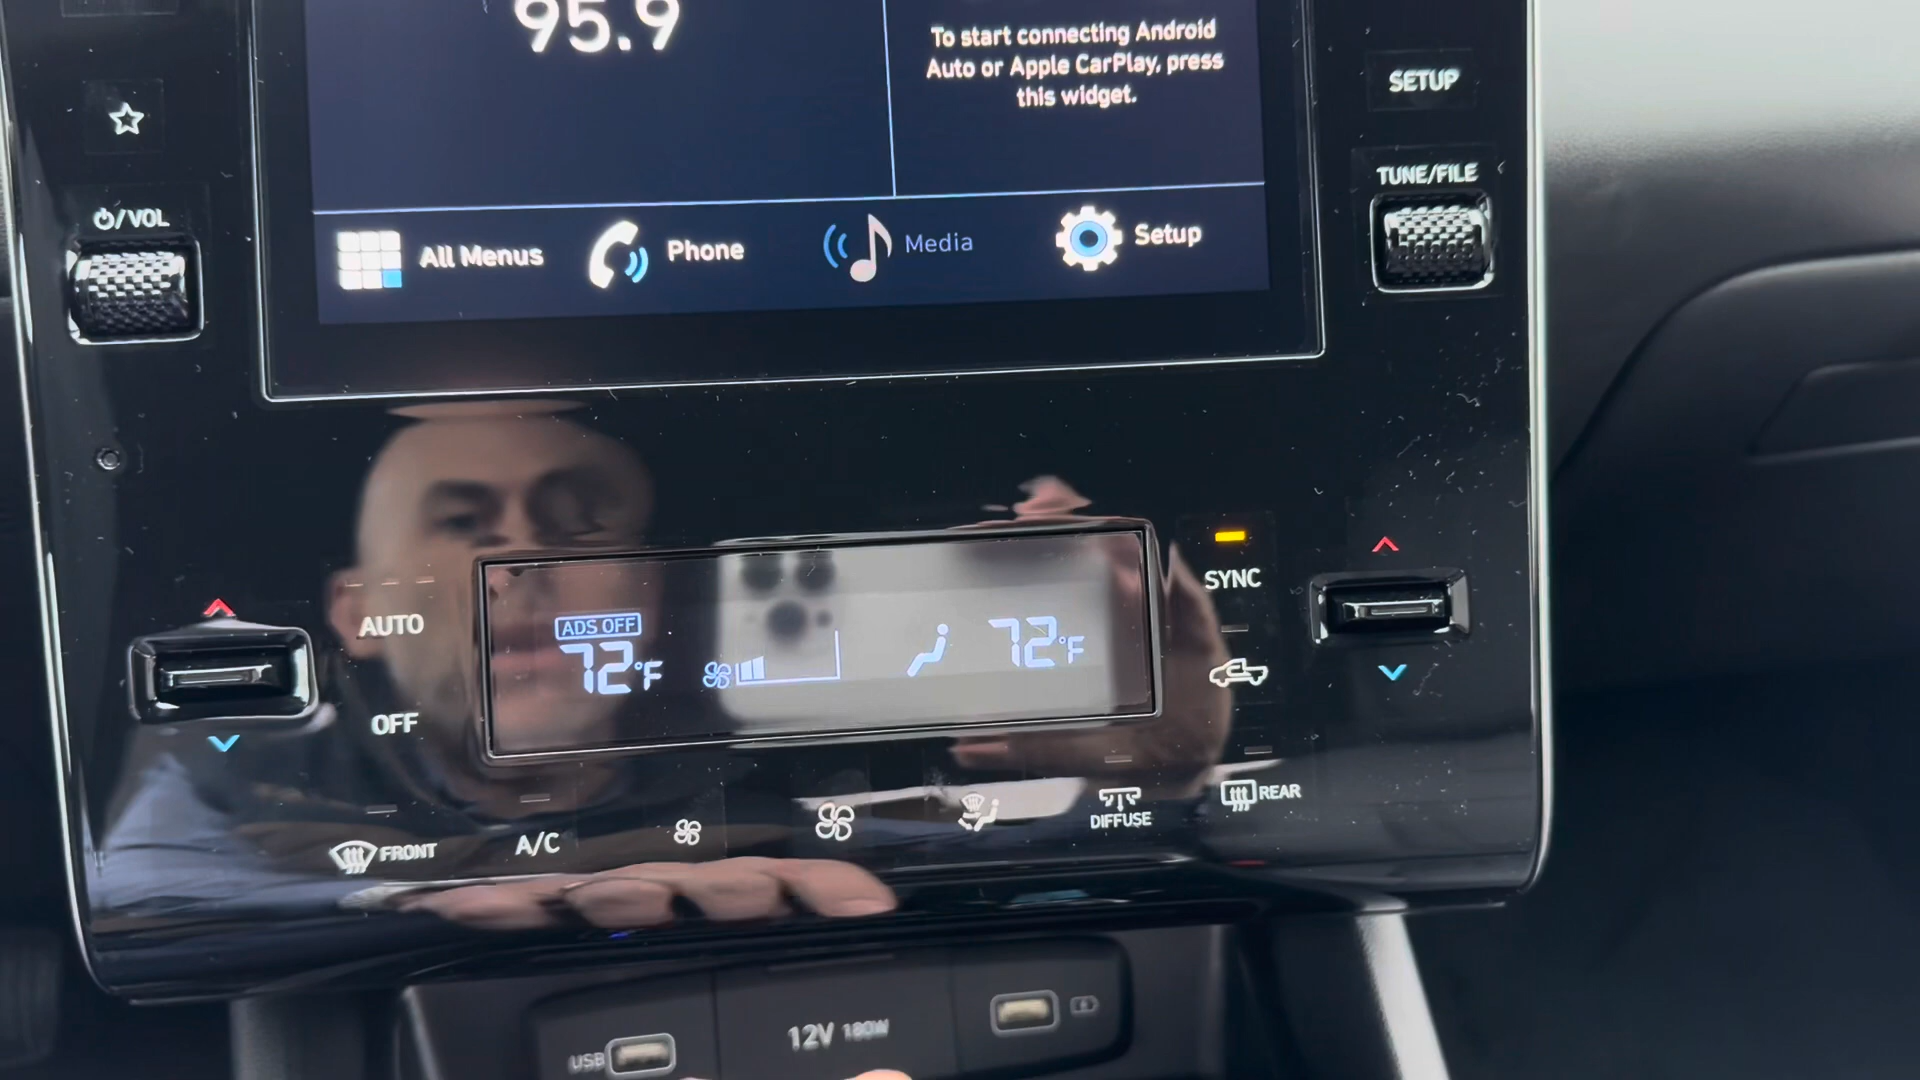 95.9
To start connecting Android
Auto or Apple CarPlay, press
this widget.
SETUP
TUNE/FILE
/VOL
All Menus
Phone
Media
Setup
SYNC
AUTO
OFF
ADS OFF
72°F
72°F
FRONT
A/C
DIFFUSE
REAR
USB
12V 180W